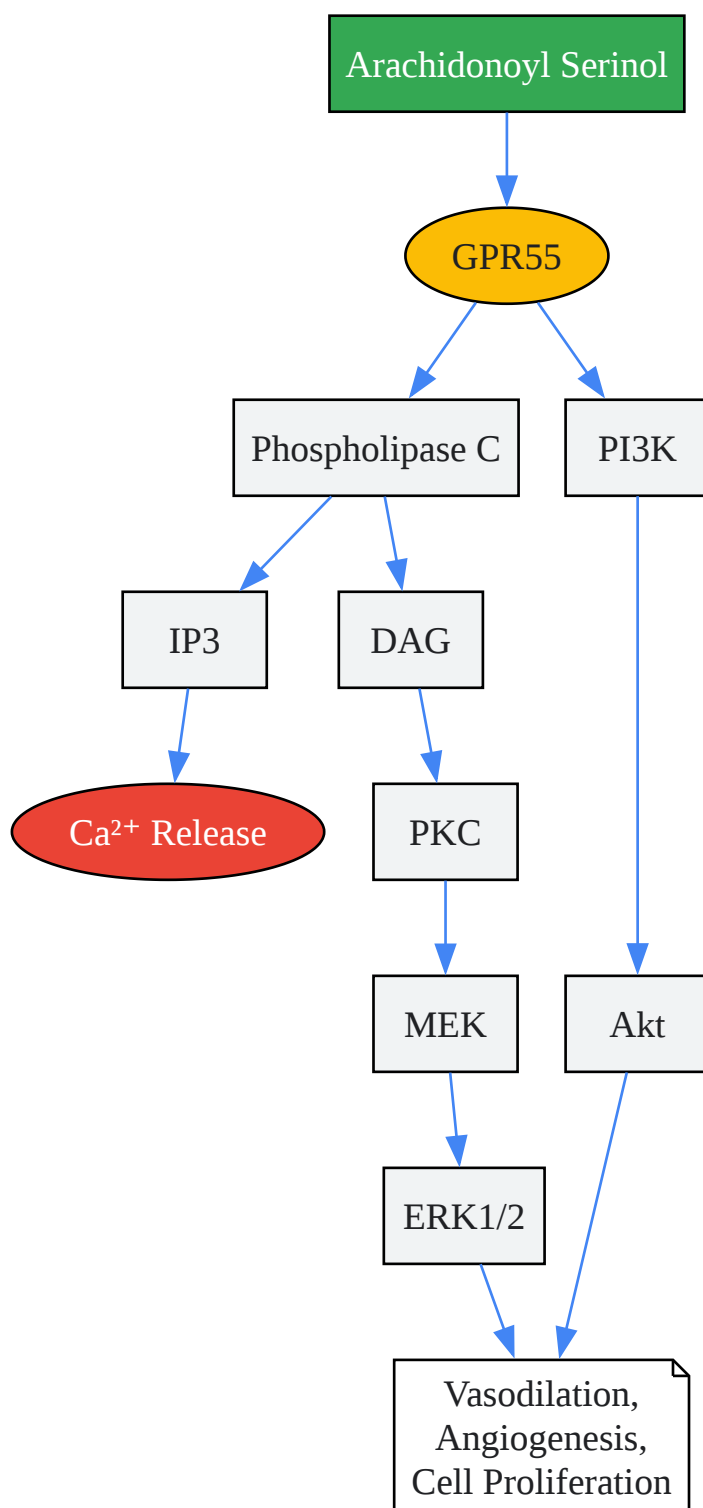 Arachidonoyl Serinol
GPR55
Phospholipase C
PI3K
IP3
DAG
Ca²⁺ Release
PKC
MEK
Akt
ERK1/2
Vasodilation,
Angiogenesis,
Cell Proliferation